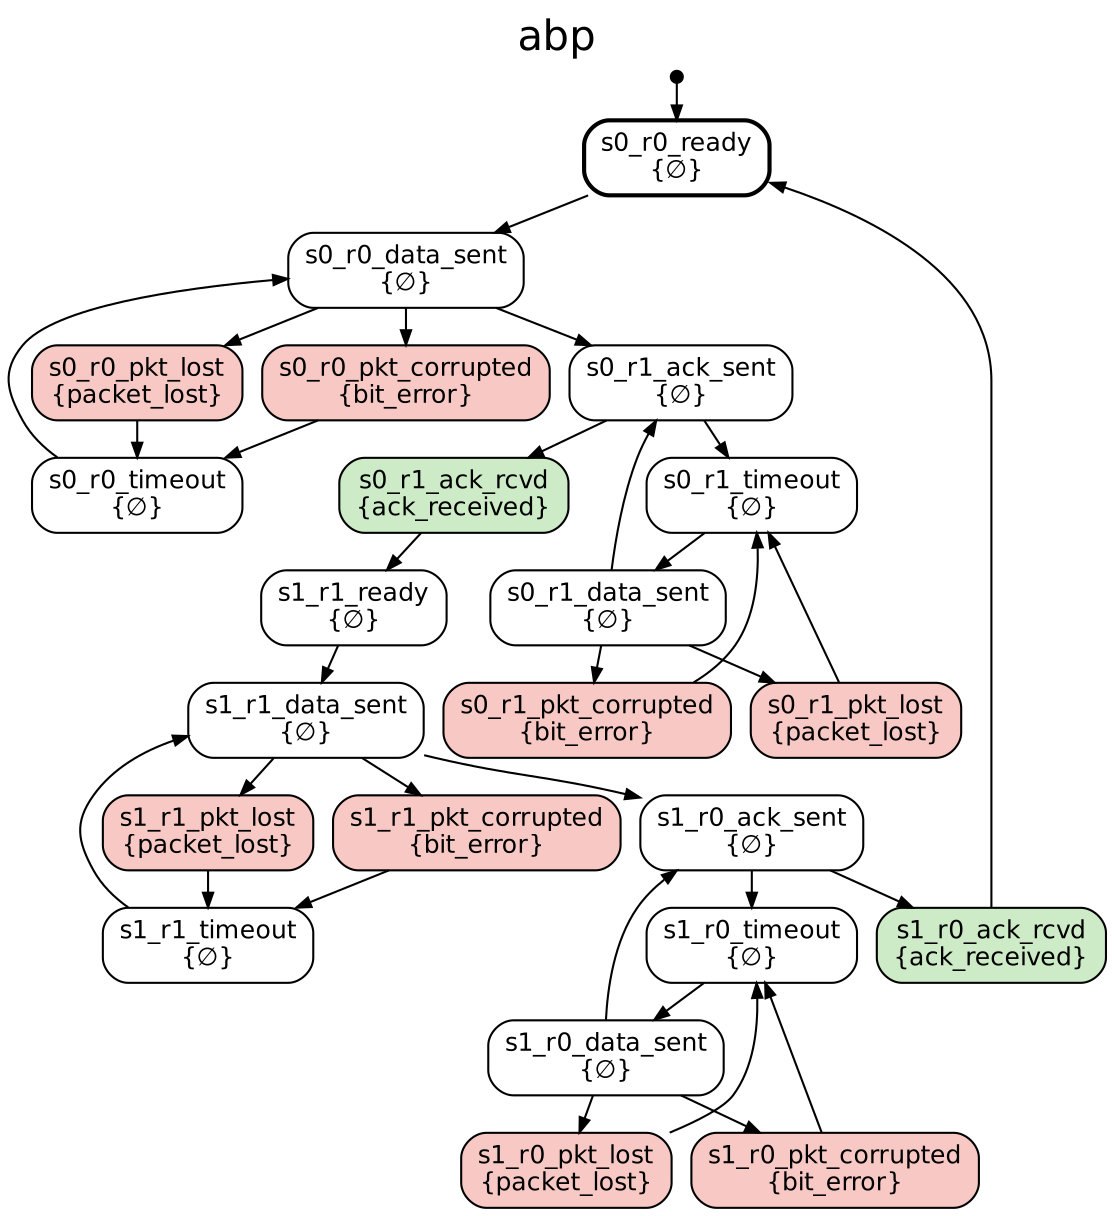 abp
s0_r0_ready
{∅}
s0_r0_data_sent
{∅}
s0_r0_pkt_lost
{packet_lost}
s0_r0_pkt_corrupted
{bit_error}
s0_r1_ack_sent
{∅}
s0_r0_timeout
{∅}
s0_r1_ack_rcvd
{ack_received}
s0_r1_timeout
{∅}
s1_r1_ready
{∅}
s0_r1_data_sent
{∅}
s1_r1_data_sent
{∅}
s0_r1_pkt_corrupted
{bit_error}
s0_r1_pkt_lost
{packet_lost}
s1_r1_pkt_lost
{packet_lost}
s1_r1_pkt_corrupted
{bit_error}
s1_r0_ack_sent
{∅}
s1_r1_timeout
{∅}
s1_r0_timeout
{∅}
s1_r0_ack_rcvd
{ack_received}
s1_r0_data_sent
{∅}
s1_r0_pkt_lost
{packet_lost}
s1_r0_pkt_corrupted
{bit_error}